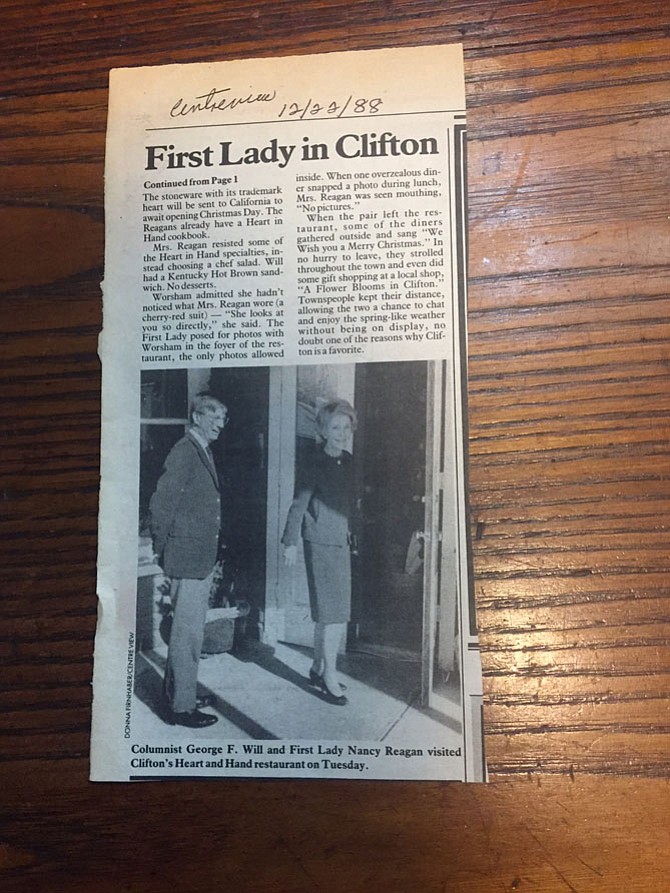 Centreview 12/22/88
First Lady in Clifton
Continued from Page 1
The stoneware with its trademark
heart will be sent to California to
await opening Christmas Day. The
Reagans already have a Heart in
Hand cookbook.
Mrs. Reagan resisted some of
the Heart in Hand specialties, in-
stead choosing a chef salad. Will
had a Kentucky Hot Brown sand-
wich. No desserts.
Worsham admitted she hadn't
noticed what Mrs. Reagan wore (a
cherry-red suit) — "She looks at
you so directly," she said. The
First Lady posed for photos with
Worsham in the foyer of the res-
taurant, the only photos allowed
inside. When one overzealous din-
er snapped a photo during lunch,
Mrs. Reagan was seen mouthing,
"No pictures."
When the pair left the res-
taurant, some of the diners
gathered outside and sang "We
Wish you a Merry Christmas." In
no hurry to leave, they strolled
throughout the town and even did
some gift shopping at a local shop,
"A Flower Blooms in Clifton."
Townspeople kept their distance,
allowing the two a chance to chat
and enjoy the spring-like weather
without being on display, no
doubt one of the reasons why Clif-
ton is a favorite.
DONNA FIRNHABER/CENTRE VIEW
Columnist George F. Will and First Lady Nancy Reagan visited
Clifton's Heart and Hand restaurant on Tuesday.